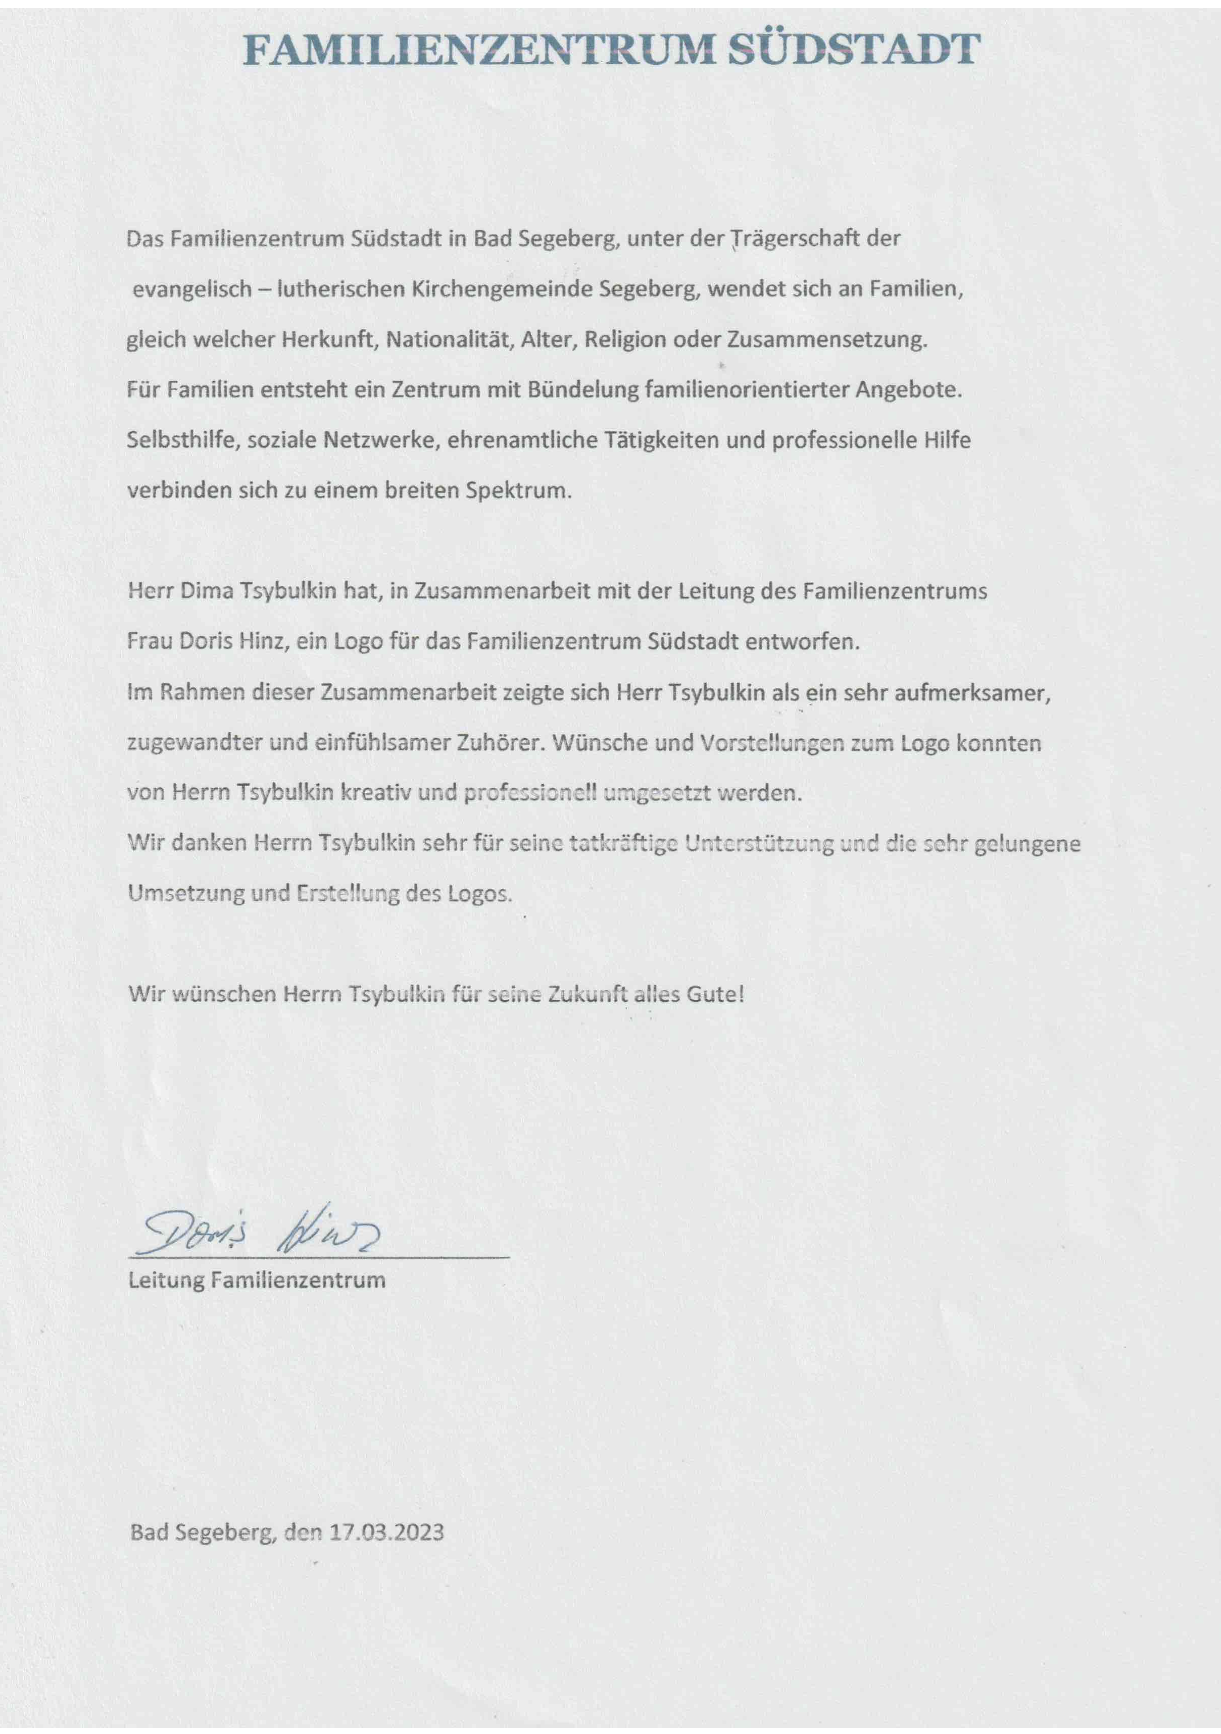 FAMILIENZENTRUM SÜDSTADT
Das Familienzentrum Südstadt in Bad Segeberg, unter der Trägerschaft der
evangelisch – lutherischen Kirchengemeinde Segeberg, wendet sich an Familien,
gleich welcher Herkunft, Nationalität, Alter, Religion oder Zusammensetzung.
Für Familien entsteht ein Zentrum mit Bündelung familienorientierter Angebote.
Selbsthilfe, soziale Netzwerke, ehrenamtliche Tätigkeiten und professionelle Hilfe
verbinden sich zu einem breiten Spektrum.
Herr Dima Tsybulkin hat, in Zusammenarbeit mit der Leitung des Familienzentrums
Frau Doris Hinz, ein Logo für das Familienzentrum Südstadt entworfen.
Im Rahmen dieser Zusammenarbeit zeigte sich Herr Tsybulkin als ein sehr aufmerksamer,
zugewandter und einfühlsamer Zuhörer. Wünsche und Vorstellungen zum Logo konnten
von Herrn Tsybulkin kreativ und professionell umgesetzt werden.
Wir danken Herrn Tsybulkin sehr für seine tatkräftige Unterstützung und die sehr gelungene
Umsetzung und Erstellung des Logos.
Wir wünschen Herrn Tsybulkin für seine Zukunft alles Gute!
Doris Hinz
Leitung Familienzentrum
Bad Segeberg, den 17.03.2023